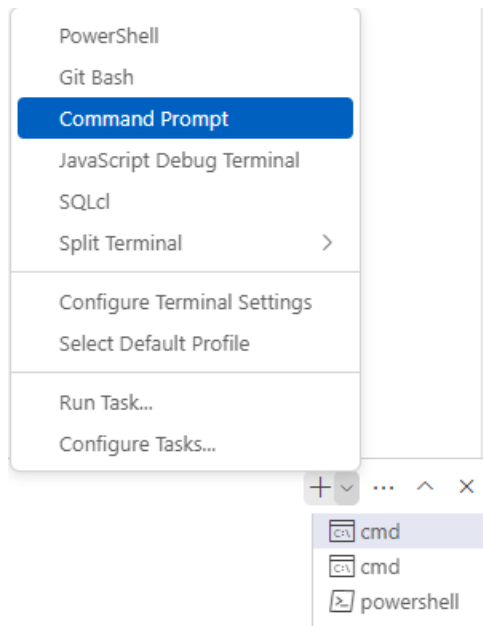 PowerShell
Git Bash
Command Prompt
JavaScript Debug Terminal
SQLcl
Split Terminal
Configure Terminal Settings
Select Default Profile
Run Task...
Configure Tasks...
cmd
cmd
powershell